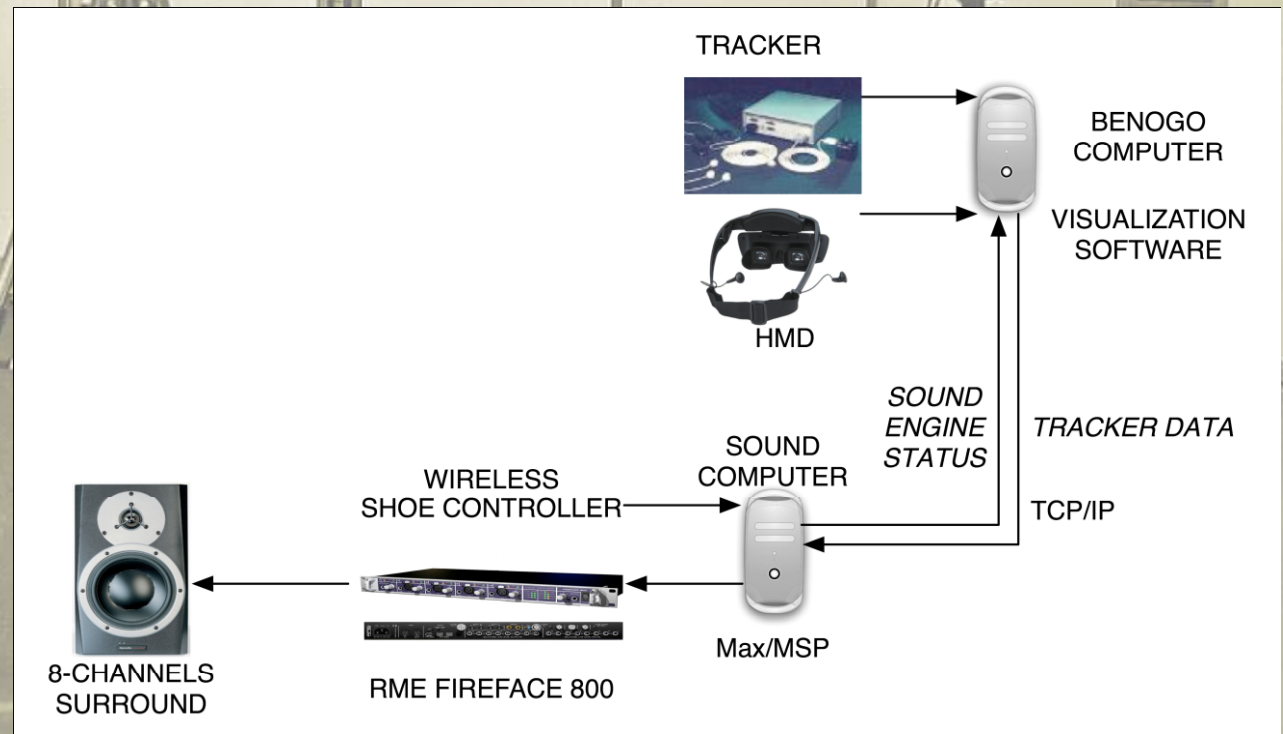 TRACKER
BENOGO
COMPUTER
VISUALIZATION
SOFTWARE
HMD
SOUND
ENGINE
STATUS
TRACKER DATA
TCP/IP
SOUND
COMPUTER
WIRELESS
SHOE CONTROLLER
Max/MSP
8-CHANNELS
SURROUND
RME FIREFACE 800